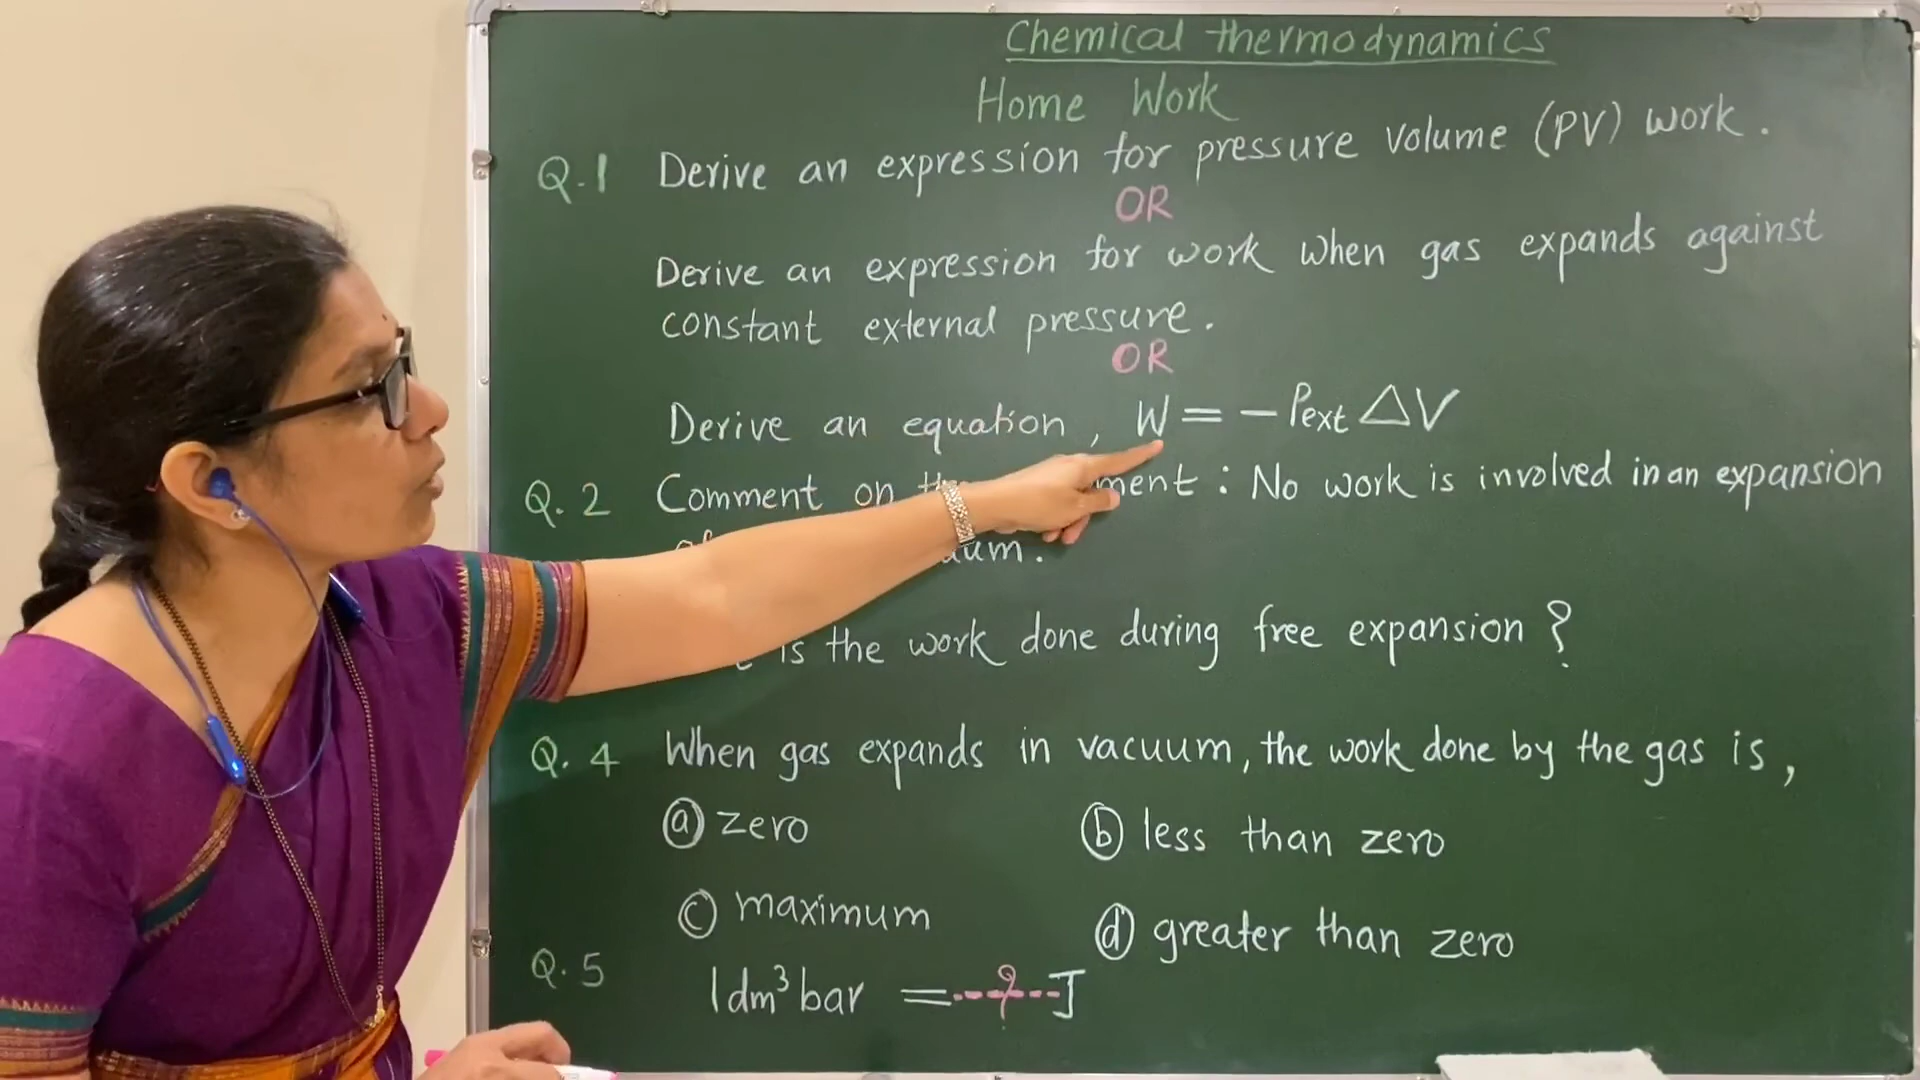 Chemical thermodynamics
Home Work
Q.1 Derive an expression for pressure volume (PV) work.
OR
Derive an expression for work when gas expands against
constant external pressure.
OR
Derive an equation, W = - Pext △V
Q. 2 Comment on : No work is involved in an expansion
is the work done during free expansion ?
Q. 4 When gas expands in vacuum, the work done by the gas is,
ⓐ zero ⓑ less than zero
ⓒ maximum ⓓ greater than zero
Q. 5 1dm³ bar = ---?--- J